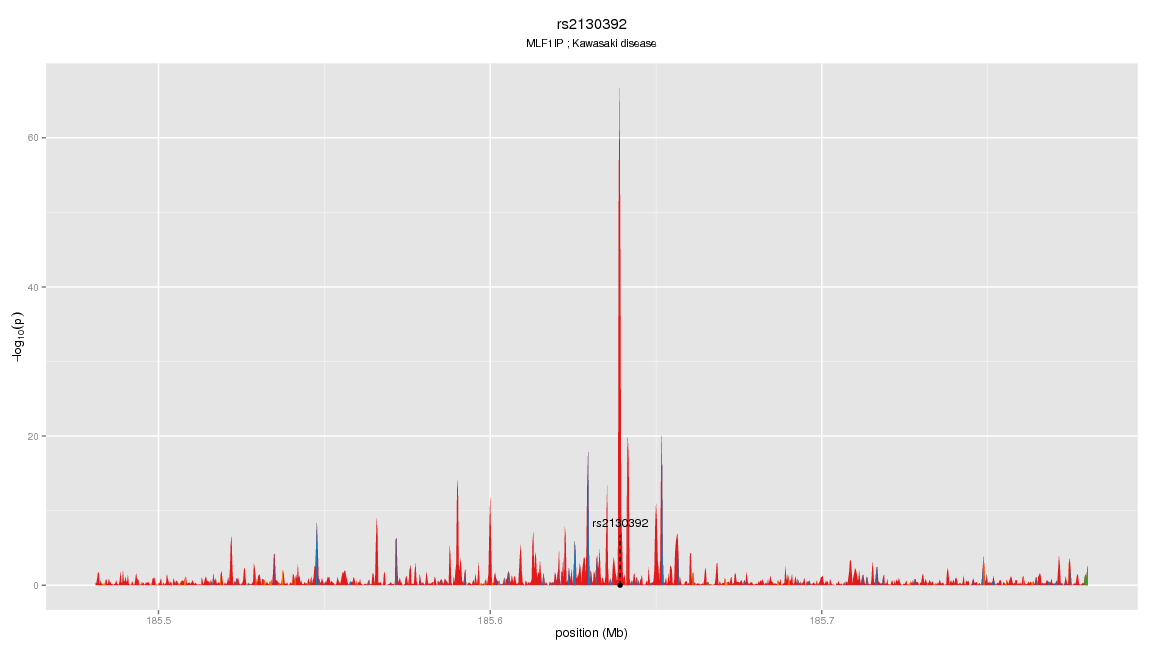 rs2130392
MLF1IP ; Kawasaki disease
60
40
20
0
−log10(p)
rs2130392
185.5 185.6 185.7
position (Mb)